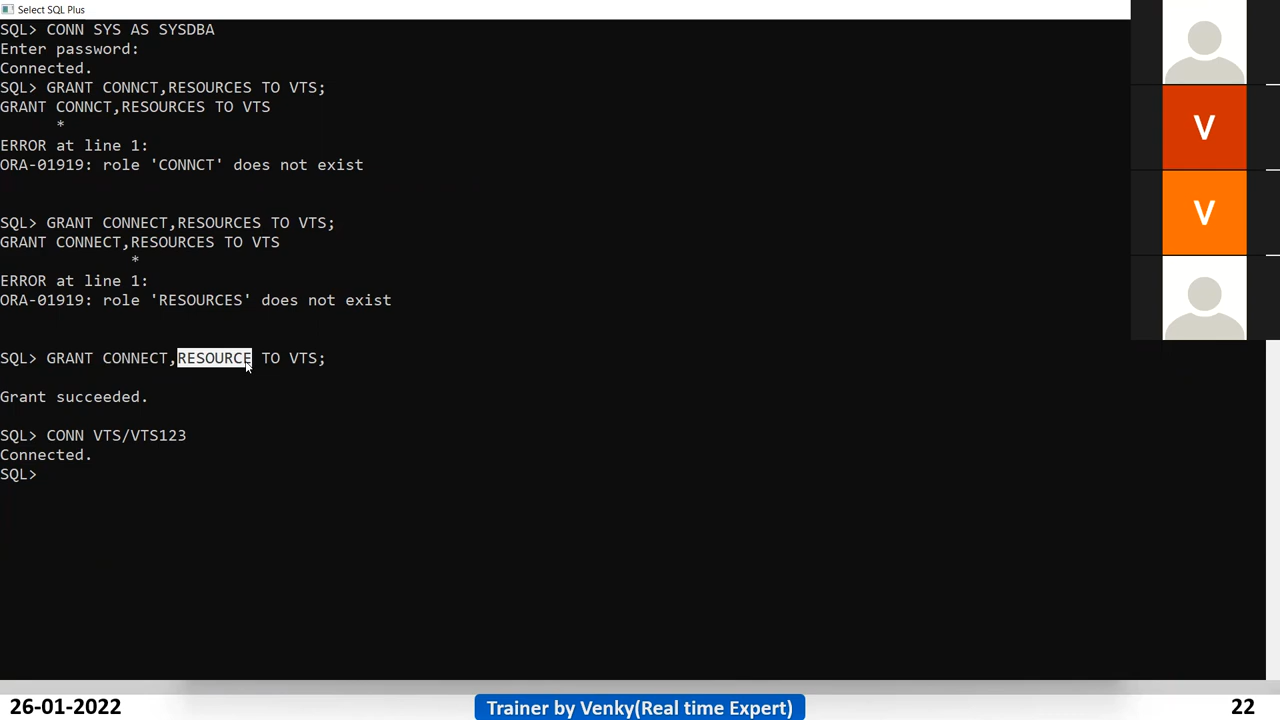 Select SQL Plus
SQL> CONN SYS AS SYSDBA
Enter password:
Connected.
SQL> GRANT CONNCT,RESOURCES TO VTS;
GRANT CONNCT,RESOURCES TO VTS
*
ERROR at line 1:
ORA-01919: role 'CONNCT' does not exist
SQL> GRANT CONNECT,RESOURCES TO VTS;
GRANT CONNECT,RESOURCES TO VTS
*
ERROR at line 1:
ORA-01919: role 'RESOURCES' does not exist
SQL> GRANT CONNECT,RESOURCE TO VTS;
Grant succeeded.
SQL> CONN VTS/VTS123
Connected.
SQL>
V
V
26-01-2022
Trainer by Venky(Real time Expert)
22